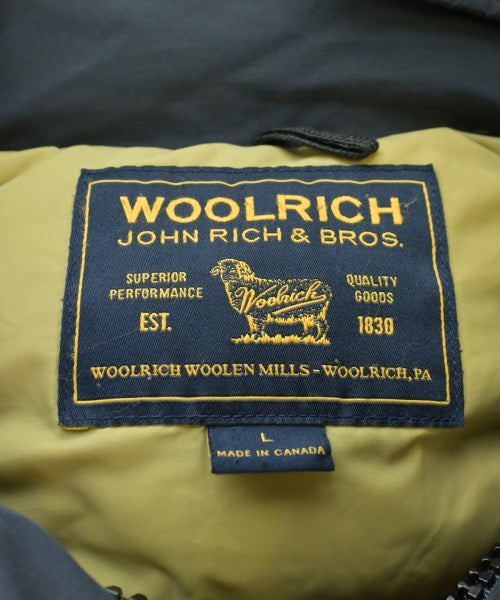 WOOLRICH
JOHN RICH & BROS.
SUPERIOR
PERFORMANCE
EST.
Woolrich
QUALITY
GOODS
1830
WOOLRICH WOOLEN MILLS - WOOLRICH, PA
L
MADE IN CANADA